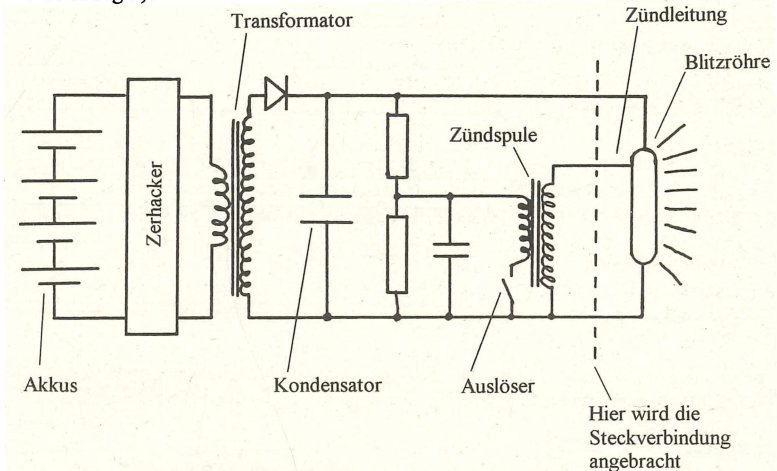 Transformator
Zündleitung
Blitzröhre
Zündspule
Zerhacker
Akkus
Kondensator
Auslöser
Hier wird die
Steckverbindung
angebracht